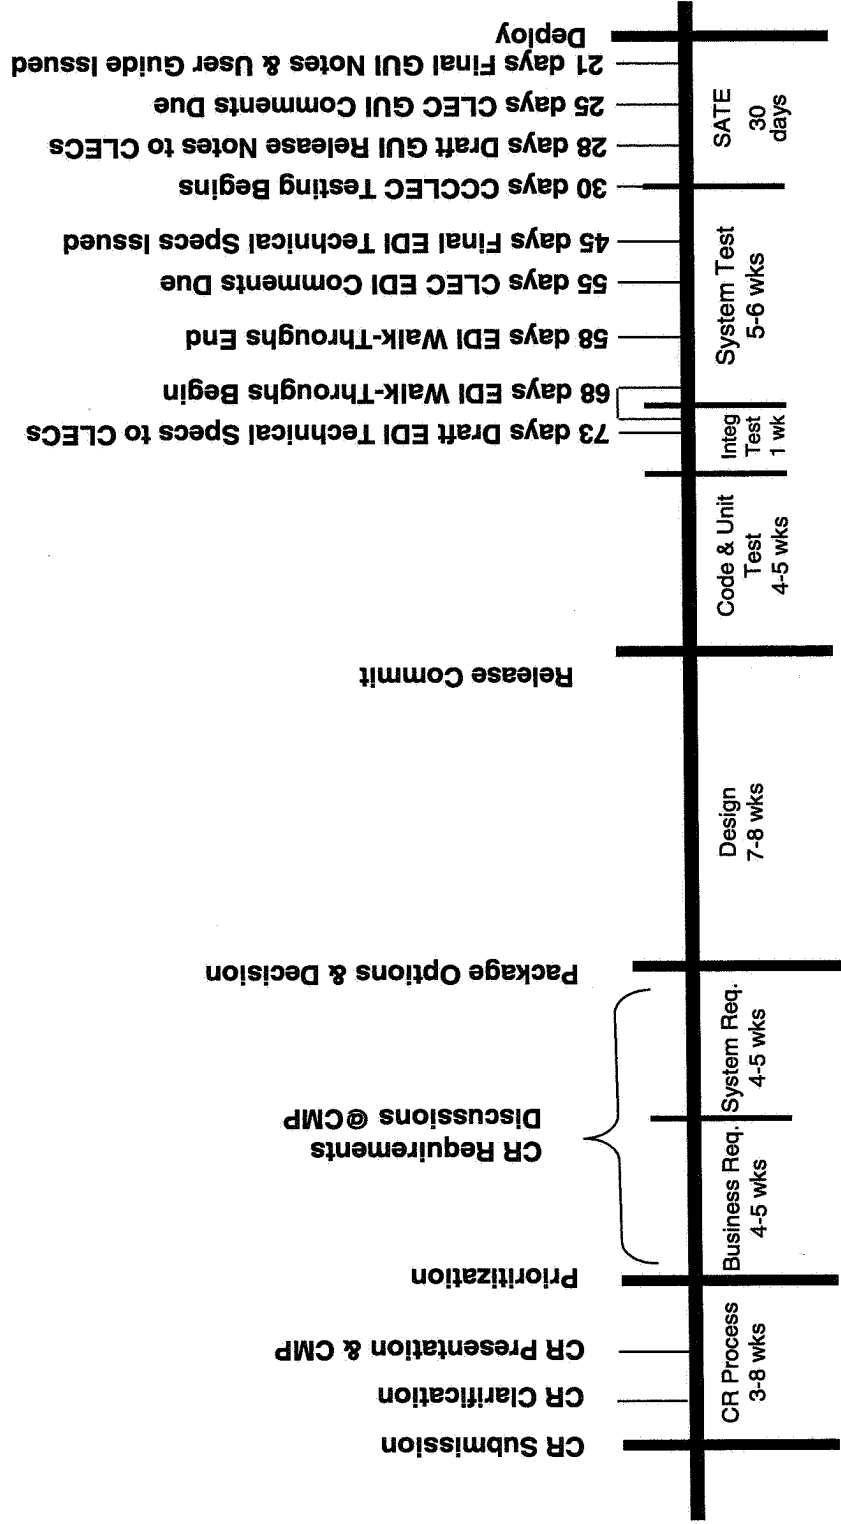 CR Submission
CR Clarification
CR Presentation & CMP
Prioritization
CR Requirements
Discussions @CMP
Package Options & Decision
Release Commit
73 days Draft EDI Technical Specs to CLECs
68 days EDI Walk-Throughs Begin
58 days EDI Walk-Throughs End
55 days CLEC EDI Comments Due
45 days Final EDI Technical Specs Issued
30 days CCCLEC Testing Begins
28 days Draft GUI Release Notes to CLECs
25 days CLEC GUI Comments Due
21 days Final GUI Notes & User Guide Issued
Deploy
CR Process
3-8 wks
Business Req.
4-5 wks
System Req.
4-5 wks
Design
7-8 wks
Code & Unit
Test
4-5 wks
Integ
Test
1 wk
System Test
5-6 wks
SATE
30
days